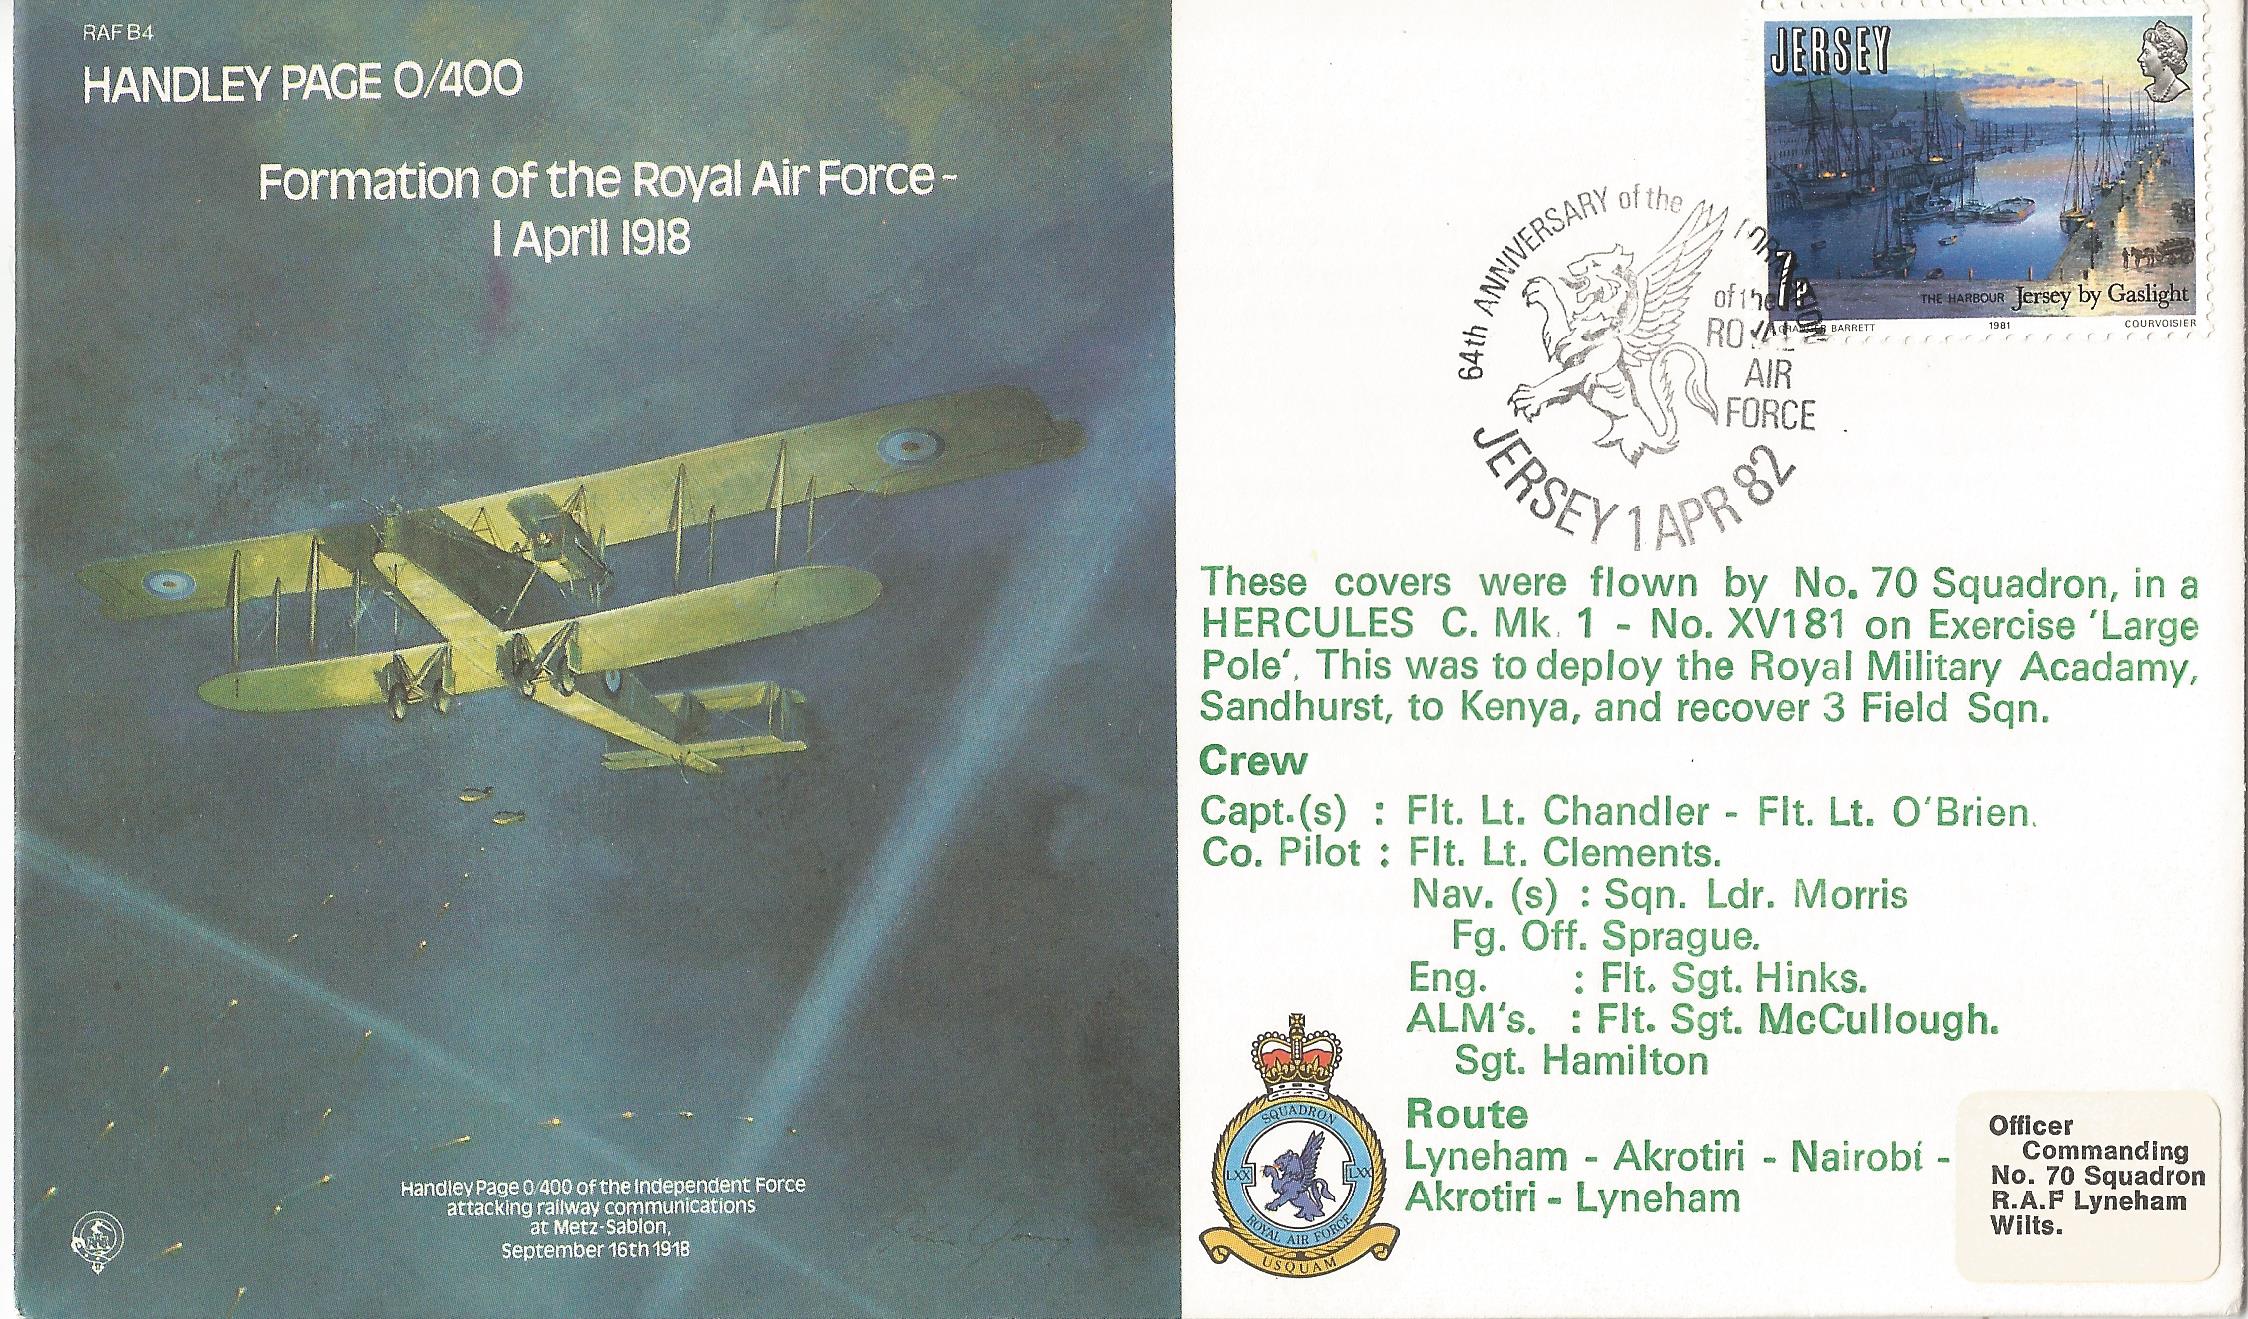 RAF B4
HANDLEY PAGE O/400
Formation of the Royal Air Force -
1 April 1918
Handley Page O/400 of the Independent Force
attacking railway communications
at Metz-Sablon,
September 16th 1918
JERSEY
7p
THE HARBOUR Jersey by Gaslight
BARRETT 1981 COURVOISIER
64th ANNIVERSARY of the FORMATION
of the
ROYAL
AIR
FORCE
JERSEY 1 APR 82
These covers were flown by No. 70 Squadron, in a
HERCULES C. Mk. 1 - No. XV181 on Exercise 'Large
Pole'. This was to deploy the Royal Military Acadamy,
Sandhurst, to Kenya, and recover 3 Field Sqn.
Crew
Capt.(s) : Flt. Lt. Chandler - Flt. Lt. O'Brien.
Co. Pilot : Flt. Lt. Clements.
Nav. (s) : Sqn. Ldr. Morris
Fg. Off. Sprague.
Eng. : Flt. Sgt. Hinks.
ALM's. : Flt. Sgt. McCullough.
Sgt. Hamilton
Route
Lyneham - Akrotiri - Nairobi -
Akrotiri - Lyneham
SQUADRON
LXX LXX
ROYAL AIR FORCE
USQUAM
Officer
Commanding
No. 70 Squadron
R.A.F Lyneham
Wilts.